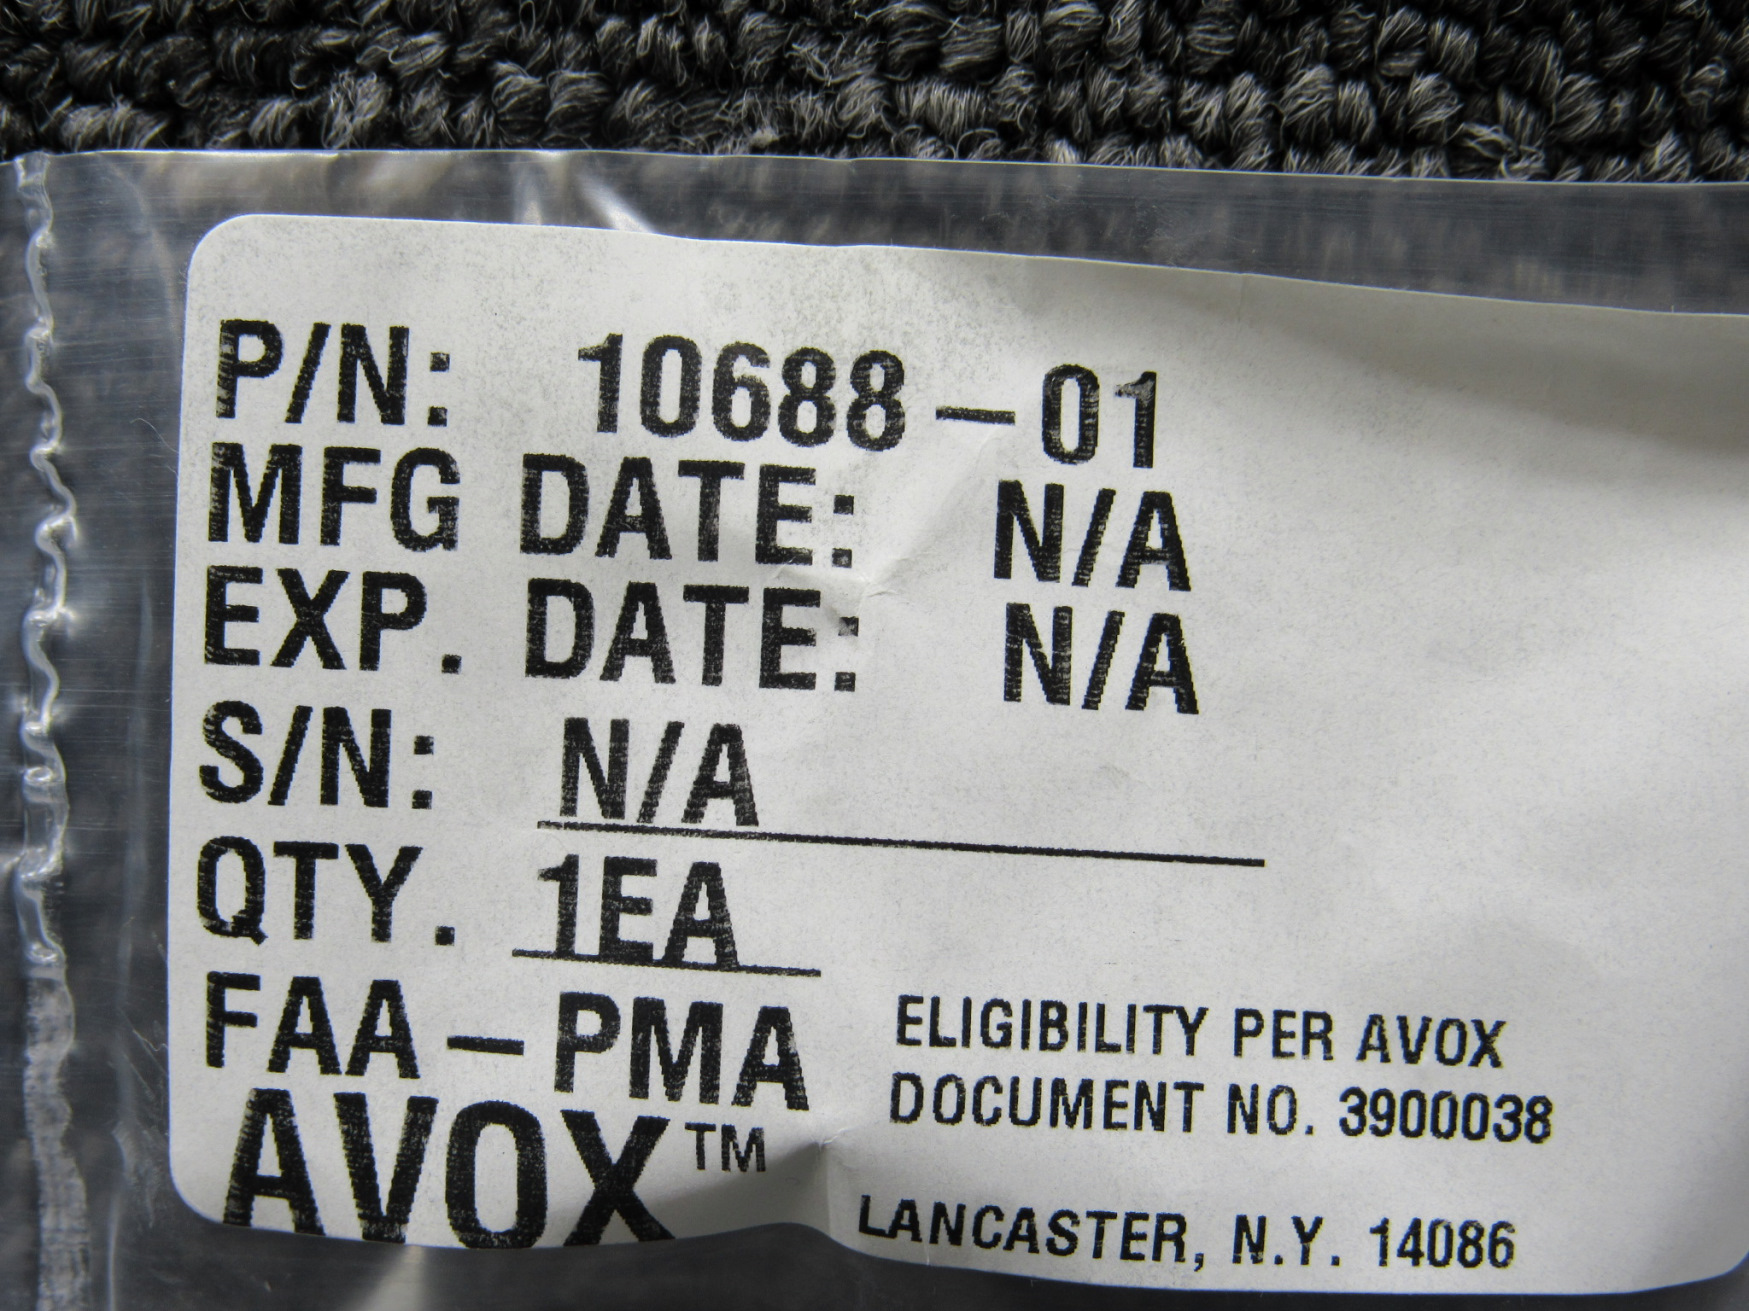 P/N: 10688-01
MFG DATE: N/A
EXP. DATE: N/A
S/N: N/A
QTY. 1EA
FAA-PMA
ELIGIBILITY PER AVOX
DOCUMENT NO. 3900038
AVOX™
LANCASTER, N.Y. 14086